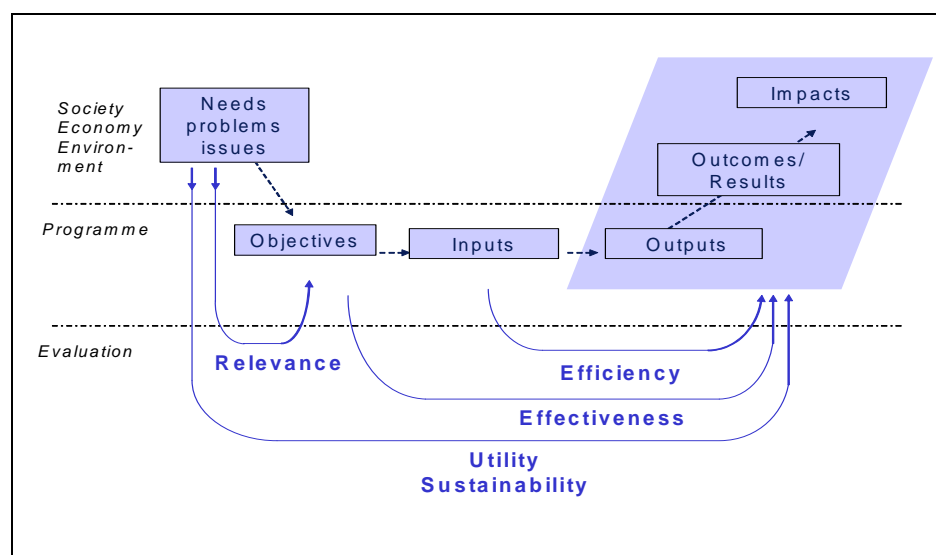 Society
Economy
Environ-
ment
Needs
problems
issues
Impacts
Outcomes/
Results
Programme
Objectives
Inputs
Outputs
Evaluation
Relevance
Efficiency
Effectiveness
Utility
Sustainability